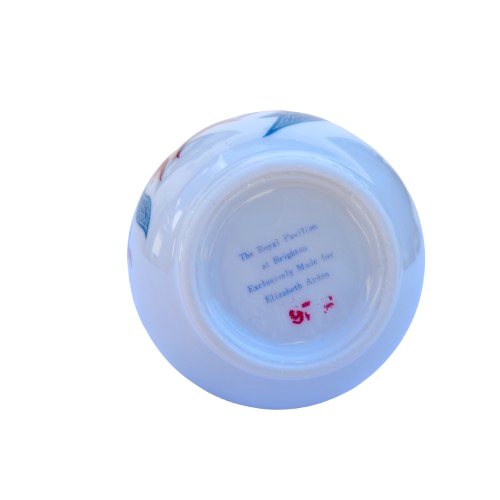 The Royal Pavilion
at Brighton
Exclusively Made for
Elizabeth Arden